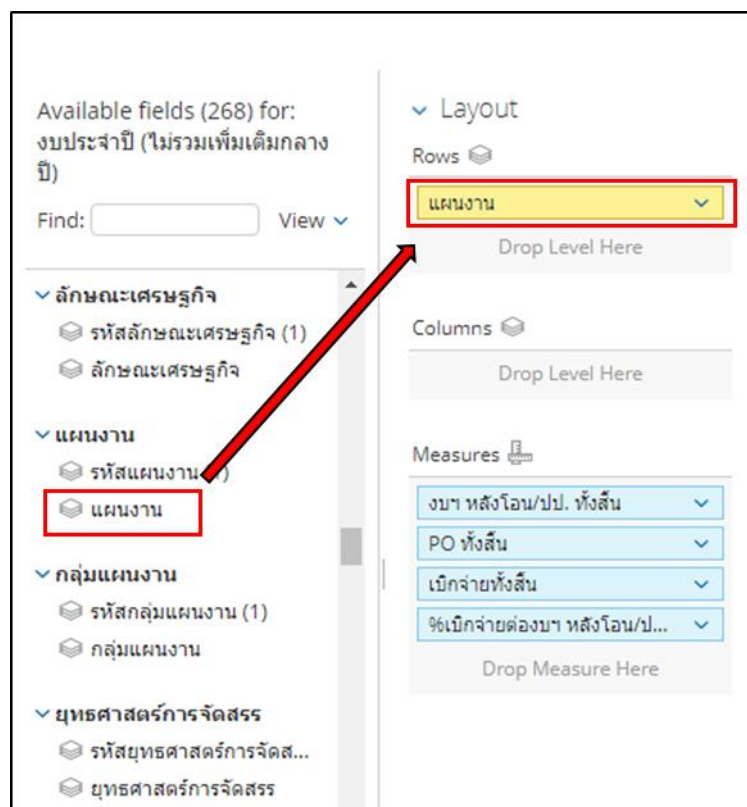 Available fields (268) for:
งบประจำปี (ไม่รวมเพิ่มเติมกลาง
ปี)
Find:
View
ลักษณะเศรษฐกิจ
รหัสลักษณะเศรษฐกิจ (1)
ลักษณะเศรษฐกิจ
แผนงาน
รหัสแผนงาน (1)
แผนงาน
กลุ่มแผนงาน
รหัสกลุ่มแผนงาน (1)
กลุ่มแผนงาน
ยุทธศาสตร์การจัดสรร
รหัสยุทธศาสตร์การจัดส...
ยุทธศาสตร์การจัดสรร
Layout
Rows
แผนงาน
Drop Level Here
Columns
Drop Level Here
Measures
งบฯ หลังโอน/ปป. ทั้งสิ้น
PO ทั้งสิ้น
เบิกจ่ายทั้งสิ้น
%เบิกจ่ายต่องบฯ หลังโอน/ป...
Drop Measure Here